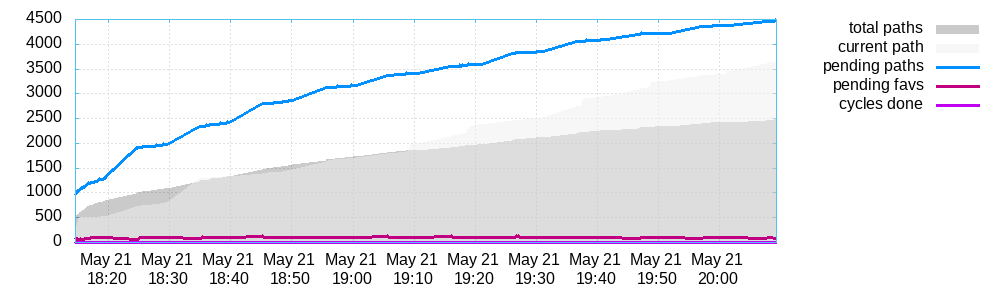 4500
4000
3500
3000
2500
2000
1500
1000
500
0
May 21 May 21 May 21 May 21 May 21 May 21 May 21 May 21 May 21 May 21 May 21
18:20 18:30 18:40 18:50 19:00 19:10 19:20 19:30 19:40 19:50 20:00
total paths
current path
pending paths
pending favs
cycles done